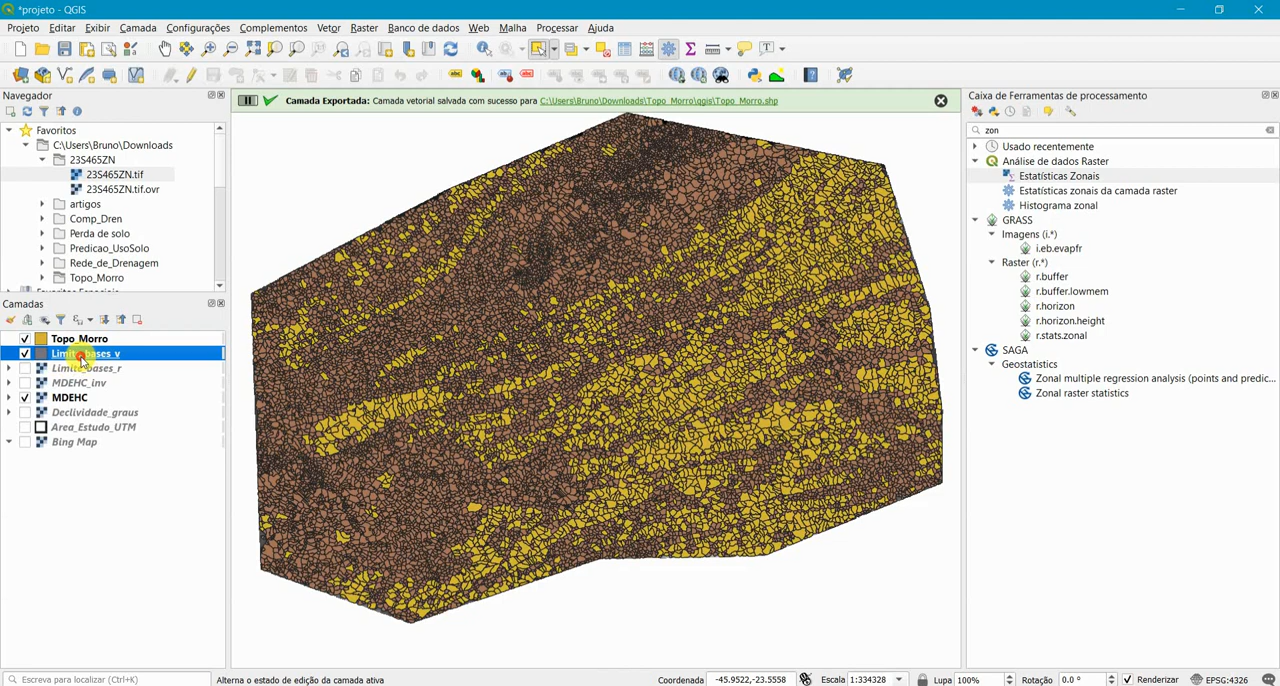 *projeto - QGIS
Projeto Editar Exibir Camada Configurações Complementos Vetor Raster Banco de dados Web Malha Processar Ajuda
Navegador
Favoritos
C:\Users\Bruno\Downloads
23S465ZN
23S465ZN.tif
23S465ZN.tif.ovr
artigos
Comp_Dren
Perda de solo
Predicao_UsoSolo
Rede_de_Drenagem
Topo_Morro
Camadas
Topo_Morro
Limite_bases_v
Limite_bases_r
MDEHC_inv
MDEHC
Declividade_graus
Area_Estudo_UTM
Bing Map
Camada Exportada: Camada vetorial salvada com sucesso para C:\Users\Bruno\Downloads\Topo_Morro\qgis\Topo_Morro.shp
Caixa de Ferramentas de processamento
zon
Usado recentemente
Análise de dados Raster
Estatísticas Zonais
Estatísticas zonais da camada raster
Histograma zonal
GRASS
Imagens (i.*)
i.eb.evapfr
Raster (r.*)
r.buffer
r.buffer.lowmem
r.horizon
r.horizon.height
r.stats.zonal
SAGA
Geostatistics
Zonal multiple regression analysis (points and predic...
Zonal raster statistics
Escreva para localizar (Ctrl+K) Alterna o estado de edição da camada ativa Coordenada -45.9522,-23.5558 Escala 1:334328 Lupa 100% Rotação 0.0 ° Renderizar EPSG:4326